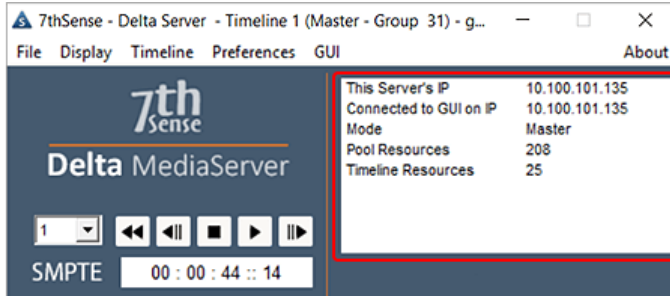 7thSense - Delta Server - Timeline 1 (Master - Group 31) - g...
File Display Timeline Preferences GUI About
7th
Sense
Delta MediaServer
1
SMPTE 00 : 00 : 44 :: 14
This Server's IP 10.100.101.135
Connected to GUI on IP 10.100.101.135
Mode Master
Pool Resources 208
Timeline Resources 25